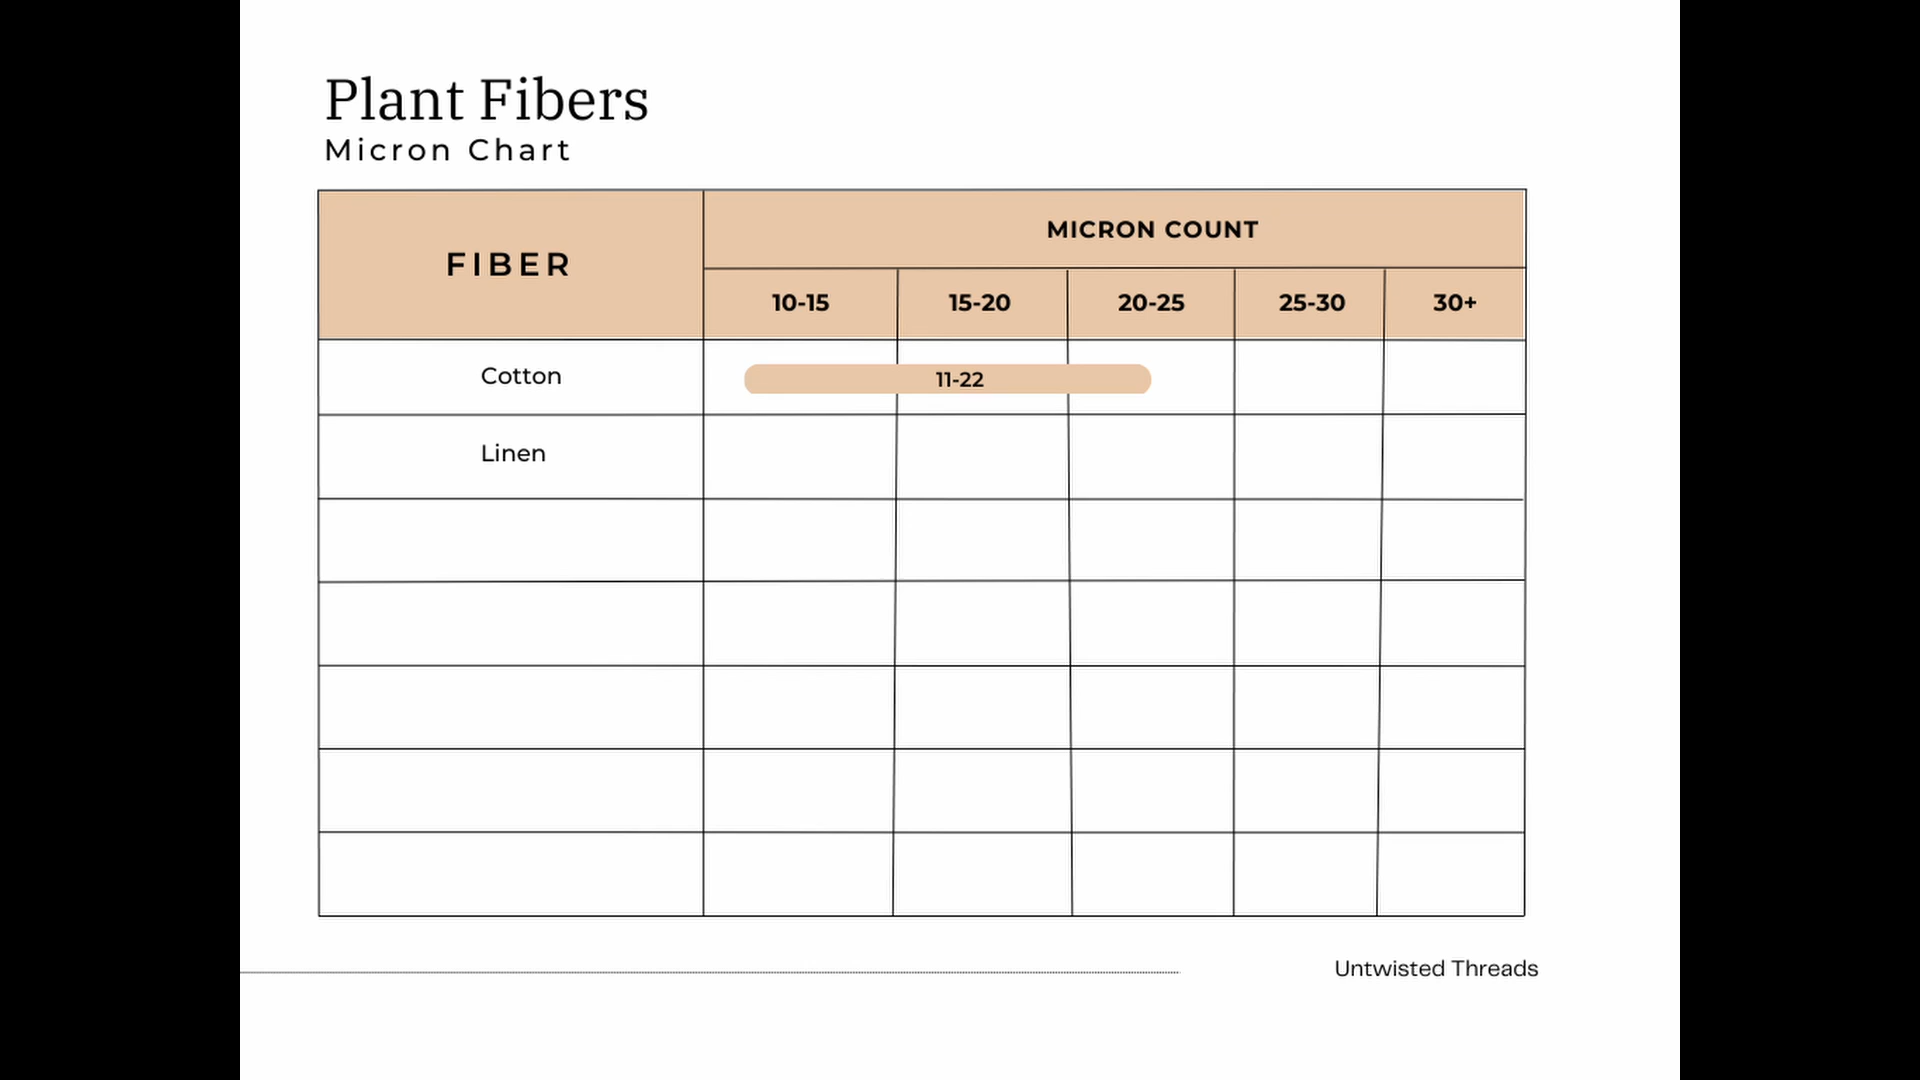 Plant Fibers
Micron Chart
FIBER
MICRON COUNT
10-15 15-20 20-25 25-30 30+
Cotton 11-22
Linen
Untwisted Threads